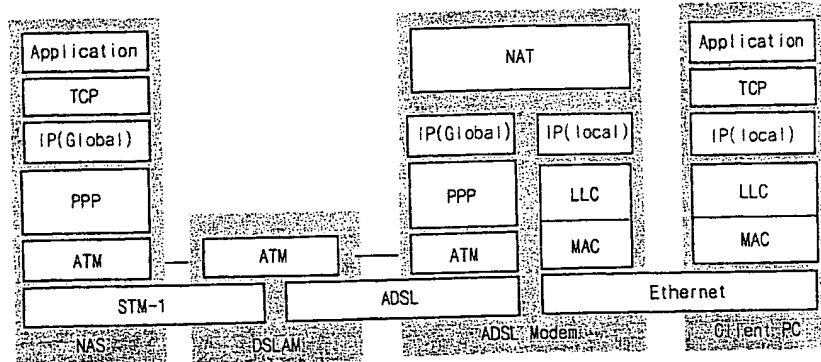 Application
TCP
IP(Global)
PPP
ATM
STM-1
NAS
ATM
DSLAM
NAT
IP(Global)
IP(local)
PPP
LLC
ATM
MAC
ADSL
ADSL Modem
Application
TCP
IP(local)
LLC
MAC
Ethernet
Client PC